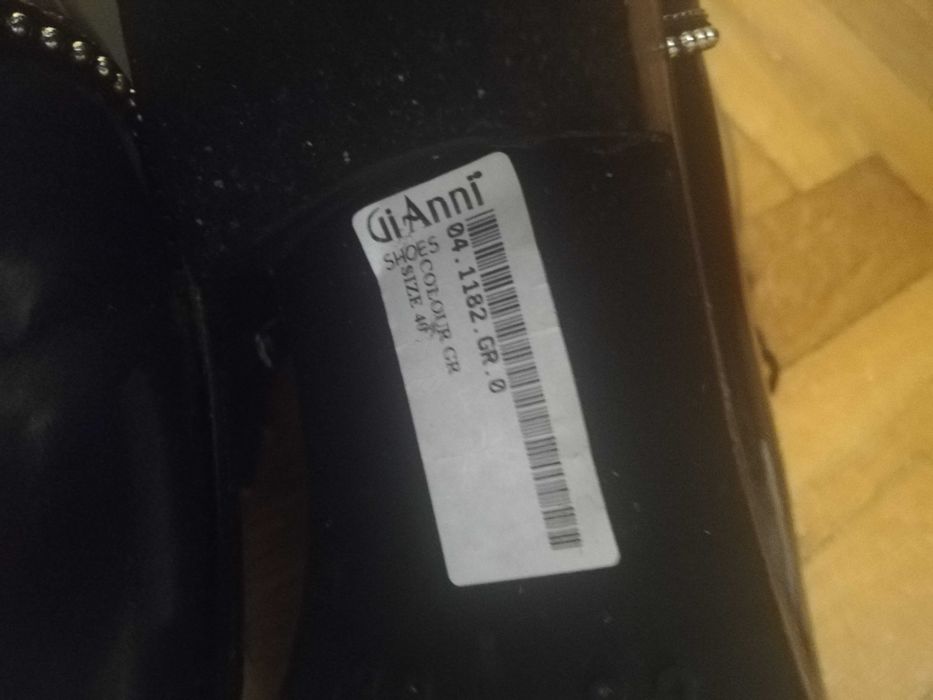 GiAnni
SHOES
04.1182.GR.0
COLOUR GR
SIZE 40